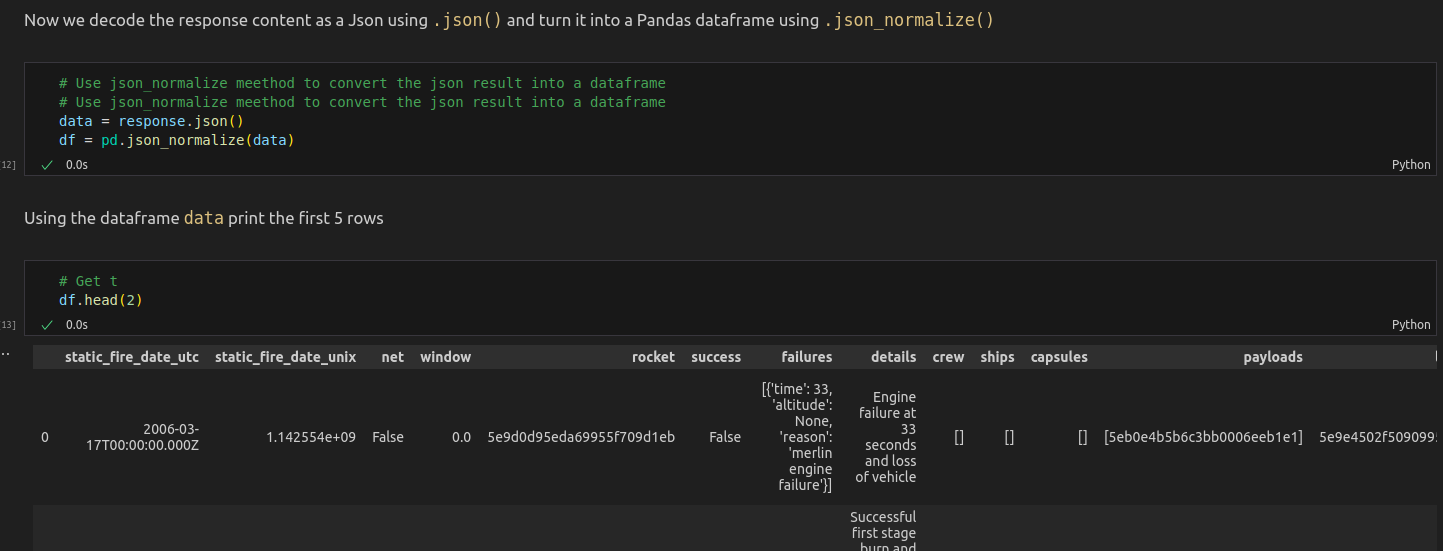 Now we decode the response content as a Json using .json() and turn it into a Pandas dataframe using .json_normalize()
# Use json_normalize meethod to convert the json result into a dataframe
# Use json_normalize meethod to convert the json result into a dataframe
data = response.json()
df = pd.json_normalize(data)
12]
0.0s
Python
Using the dataframe data print the first 5 rows
# Get t
df.head(2)
13]
0.0s
Python
..
static_fire_date_utc static_fire_date_unix net window rocket success failures details crew ships capsules payloads
0 2006-03-
17T00:00:00.000Z 1.142554e+09 False 0.0 5e9d0d95eda69955f709d1eb False
[{'time': 33,
'altitude':
None,
'reason':
'merlin
engine
failure'}]
Engine
failure at
33
seconds
and loss
of vehicle
[] [] [] [5eb0e4b5b6c3bb0006eeb1e1] 5e9e4502f509099
Successful
first stage
burn and